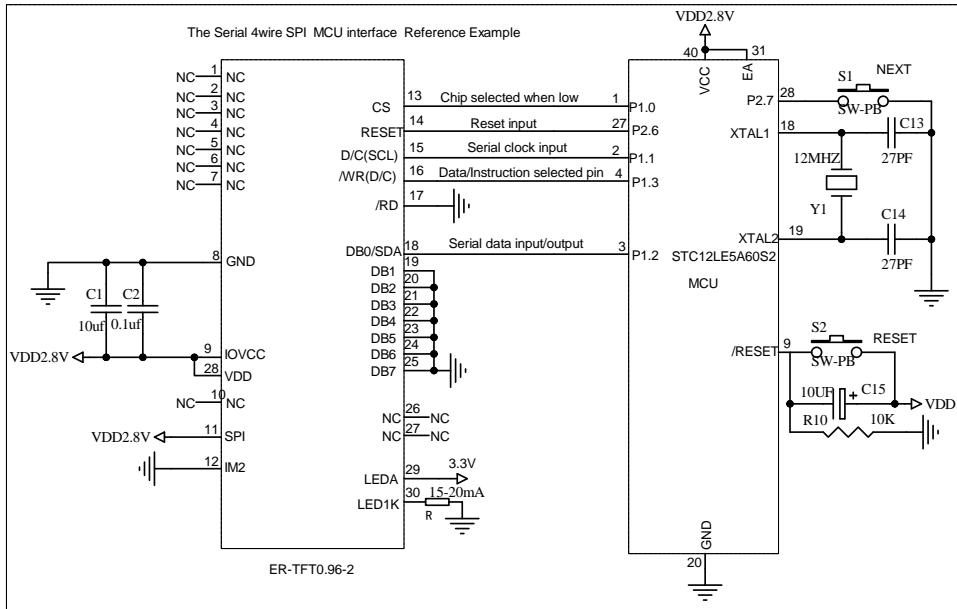 The Serial 4wire SPI MCU interface Reference Example
VDD2.8V
NC 1 NC
NC 2 NC
NC 3 NC
NC 4 NC
NC 5 NC
NC 6 NC
NC 7 NC
8 GND
C1
C2
10uf
0.1uf
VDD2.8V
9 IOVCC
28 VDD
NC 10 NC
VDD2.8V
11 SPI
12 IM2
CS 13 Chip selected when low 1 P1.0
RESET 14 Reset input 27 P2.6
D/C(SCL) 15 Serial clock input 2 P1.1
/WR(D/C) 16 Data/Instruction selected pin 4 P1.3
/RD 17
DB0/SDA 18 Serial data input/output 3 P1.2
DB1 19
DB2 20
DB3 21
DB4 22
DB5 23
DB6 24
DB7 25
NC 26 NC
NC 27 NC
LEDA 29 3.3V
LED1K 30 15-20mA
R
ER-TFT0.96-2
40
VCC
31
EA
P2.7 28
S1
NEXT
SW-PB
XTAL1 18
C13
27PF
12MHZ
Y1
XTAL2 19
C14
27PF
STC12LE5A60S2
MCU
/RESET 9
S2
RESET
SW-PB
10UF + C15
VDD
R10 10K
GND
20